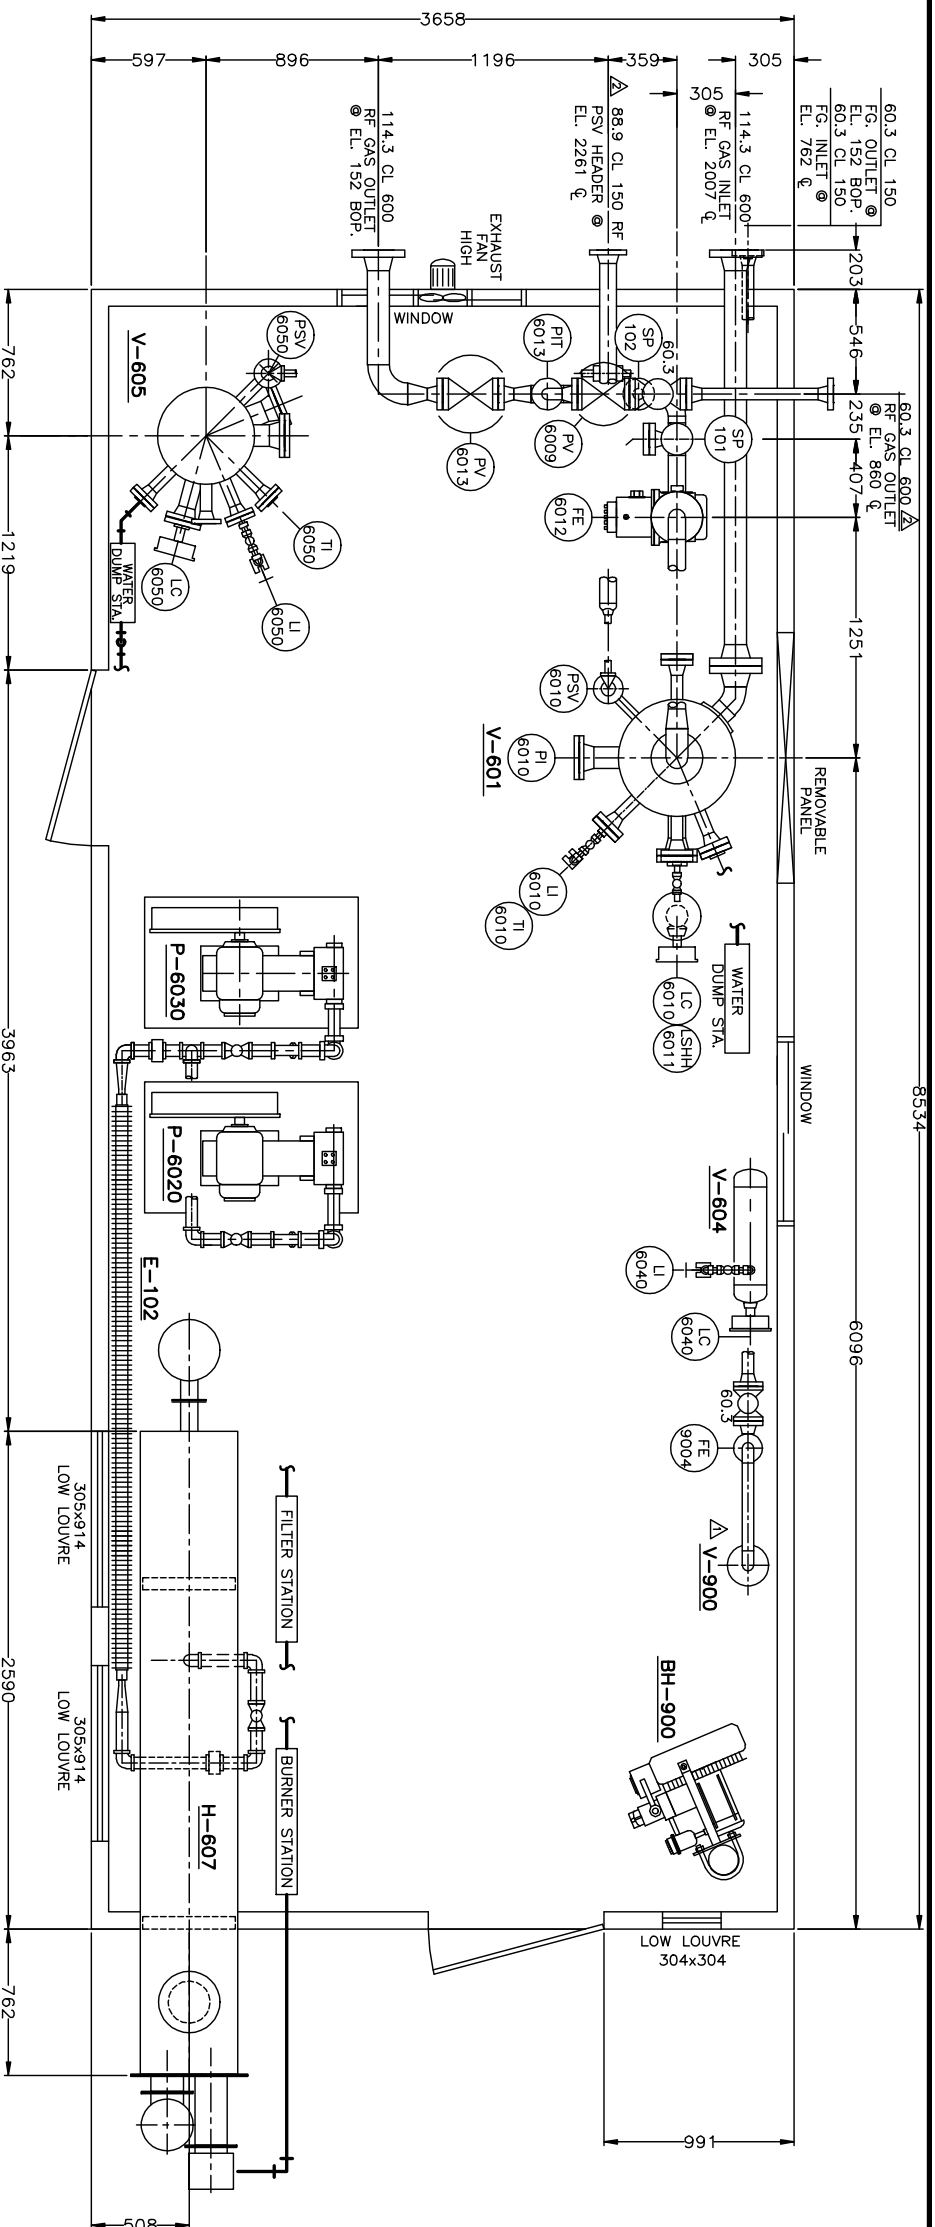 3658
597
896
1196
359
305
305
60.3 CL 150
FG. OUTLET @
EL. 152 BOP.
60.3 CL 150
FG. INLET @
EL. 762 ℄
114.3 CL 600
RF GAS INLET
@ EL. 2007 ℄
88.9 CL 150 RF
PSV HEADER @
EL. 2261 ℄
2
114.3 CL 600
RF GAS OUTLET
@ EL. 152 BOP.
203
546
235
407
1251
6096
8534
60.3 CL 600
RF GAS OUTLET
@ EL. 860 ℄
2
EXHAUST
FAN
HIGH
WINDOW
762
1219
3963
2590
762
V-605
PSV
6050
TI
6050
LI
6050
LC
6050
WATER
DUMP STA.
PIT
6013
SP
102
60.3
SP
101
PV
6009
PV
6013
FE
6012
PSV
6010
PI
6010
V-601
LI
6010
TI
6010
LC
6010
LSHH
6011
REMOVABLE
PANEL
WATER
DUMP STA.
WINDOW
P-6030
P-6020
E-102
V-604
LI
6040
LC
6040
60.3
FE
9004
1
V-900
BH-900
305x914
LOW LOUVRE
305x914
LOW LOUVRE
FILTER STATION
BURNER STATION
H-607
LOW LOUVRE
304x304
991
508